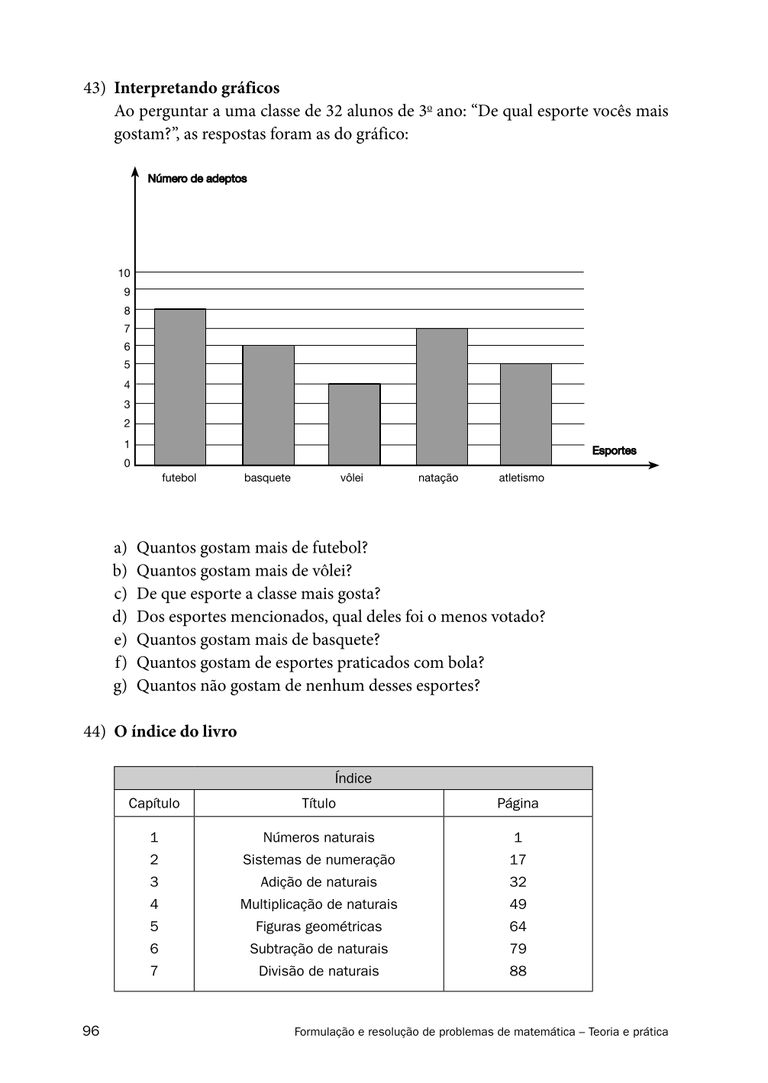 43) Interpretando gráficos
Ao perguntar a uma classe de 32 alunos de 3º ano: “De qual esporte vocês mais
gostam?”, as respostas foram as do gráfico:
Número de adeptos
10
9
8
7
6
5
4
3
2
1
0
Esportes
futebol basquete vôlei natação atletismo
a) Quantos gostam mais de futebol?
b) Quantos gostam mais de vôlei?
c) De que esporte a classe mais gosta?
d) Dos esportes mencionados, qual deles foi o menos votado?
e) Quantos gostam mais de basquete?
f) Quantos gostam de esportes praticados com bola?
g) Quantos não gostam de nenhum desses esportes?
44) O índice do livro
Índice
Capítulo Título Página
1 Números naturais 1
2 Sistemas de numeração 17
3 Adição de naturais 32
4 Multiplicação de naturais 49
5 Figuras geométricas 64
6 Subtração de naturais 79
7 Divisão de naturais 88
96 Formulação e resolução de problemas de matemática – Teoria e prática